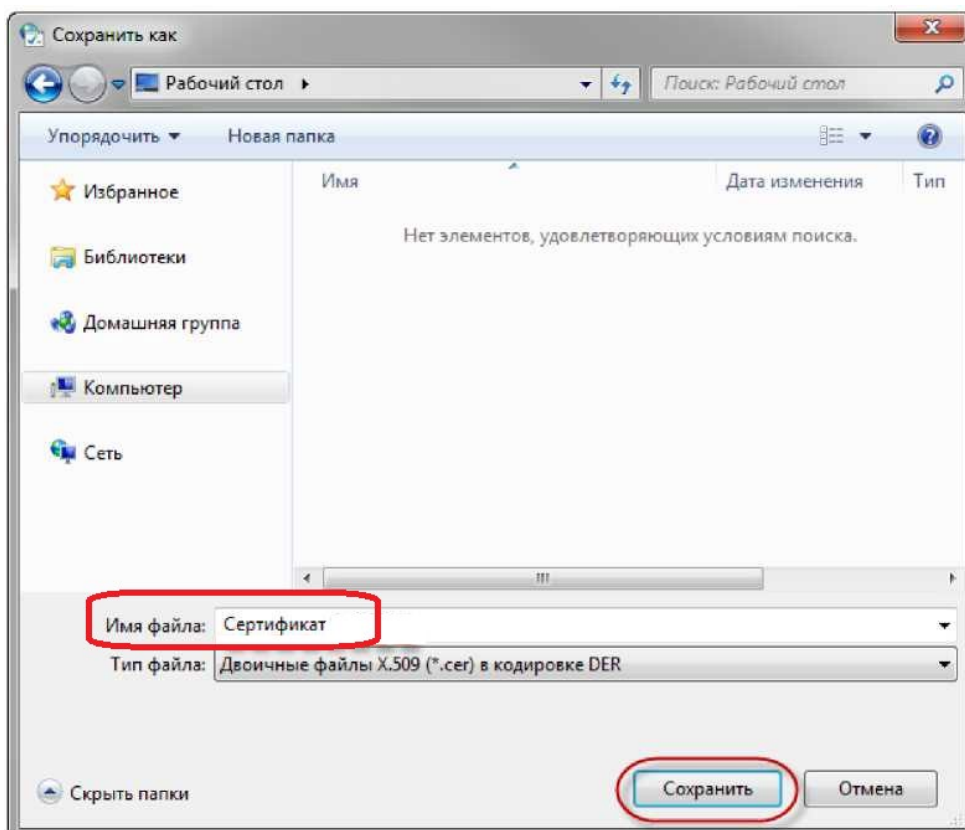 Сохранить как
Рабочий стол
Поиск: Рабочий стол
Упорядочить Новая папка
Имя Дата изменения Тип
Нет элементов, удовлетворяющих условиям поиска.
Избранное
Библиотеки
Домашняя группа
Компьютер
Сеть
Имя файла: Сертификат
Тип файла: Двоичные файлы X.509 (*.cer) в кодировке DER
Скрыть папки
Сохранить Отмена